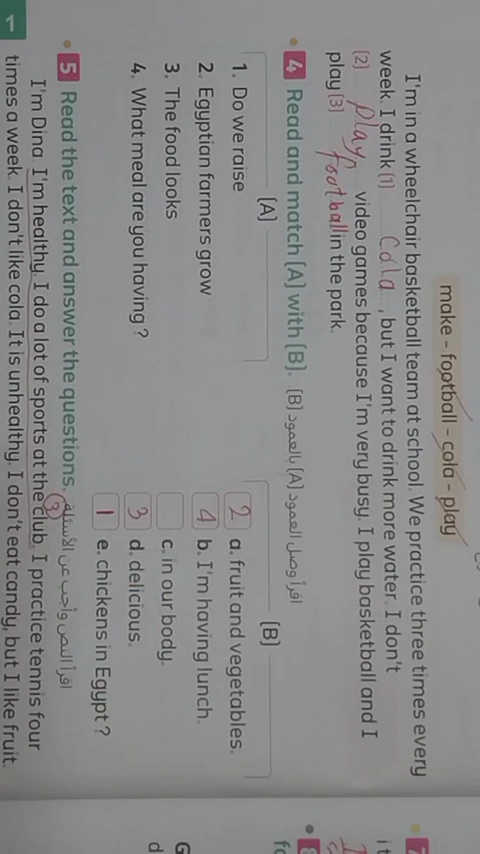 make - football - cola - play
I'm in a wheelchair basketball team at school. We practice three times every
week. I drink (1) Cola, but I want to drink more water. I don't
(2) play video games because I'm very busy. I play basketball and I
play (3) football in the park.
4 Read and match [A] with [B]. اقرأ وصل العمود [A] بالعمود [B].
[A] [B]
1. Do we raise 2 a. fruit and vegetables.
2. Egyptian farmers grow 4 b. I'm having lunch.
3. The food looks c. in our body.
4. What meal are you having? 3 d. delicious.
1 e. chickens in Egypt?
5 Read the text and answer the questions. اقرأ النص وأجب عن الأسئلة.
I'm Dina. I'm healthy. I do a lot of sports at the club. I practice tennis four
times a week. I don't like cola. It is unhealthy. I don't eat candy, but I like fruit.